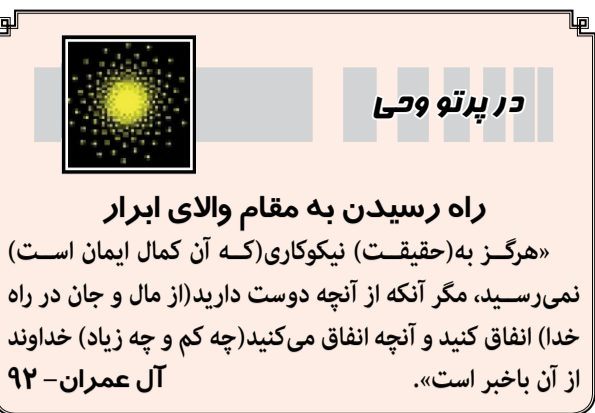 در پرتو وحی
راه رسیدن به مقام والای ابرار
«هرگز به(حقیقت) نیکوکاری(که آن کمال ایمان است)
نمی‌رسید، مگر آنکه از آنچه دوست دارید(از مال و جان در راه
خدا) انفاق کنید و آنچه انفاق می‌کنید(چه کم و چه زیاد) خداوند
از آن باخبر است». آل عمران- ۹۲